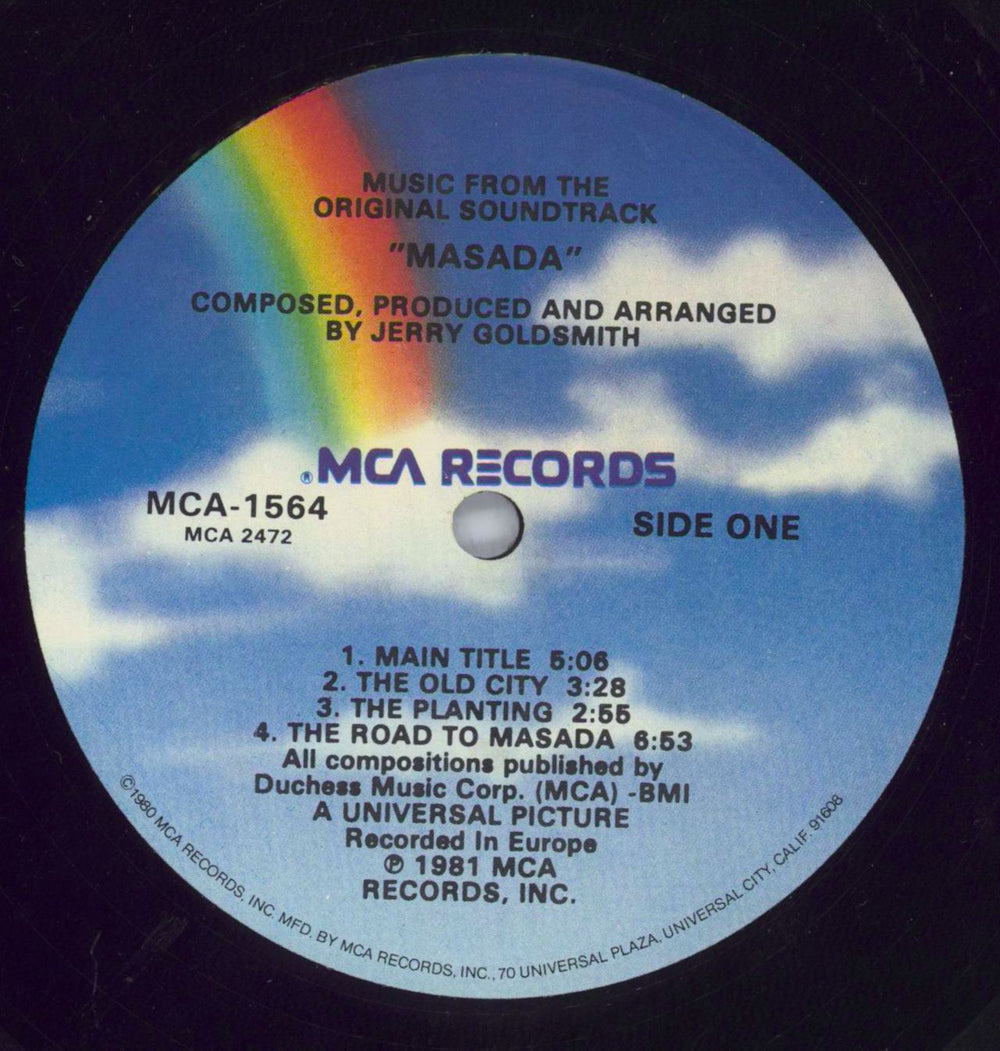 MUSIC FROM THE
ORIGINAL SOUNDTRACK
"MASADA"
COMPOSED, PRODUCED AND ARRANGED
BY JERRY GOLDSMITH
®MCA RECORDS
MCA-1564
MCA 2472
SIDE ONE
1. MAIN TITLE 5:06
2. THE OLD CITY 3:28
3. THE PLANTING 2:55
4. THE ROAD TO MASADA 6:53
All compositions published by
Duchess Music Corp. (MCA) -BMI
A UNIVERSAL PICTURE
Recorded In Europe
℗ 1981 MCA
RECORDS, INC.
©1980 MCA RECORDS, INC. MFD. BY MCA RECORDS, INC., 70 UNIVERSAL PLAZA, UNIVERSAL CITY, CALIF. 91608